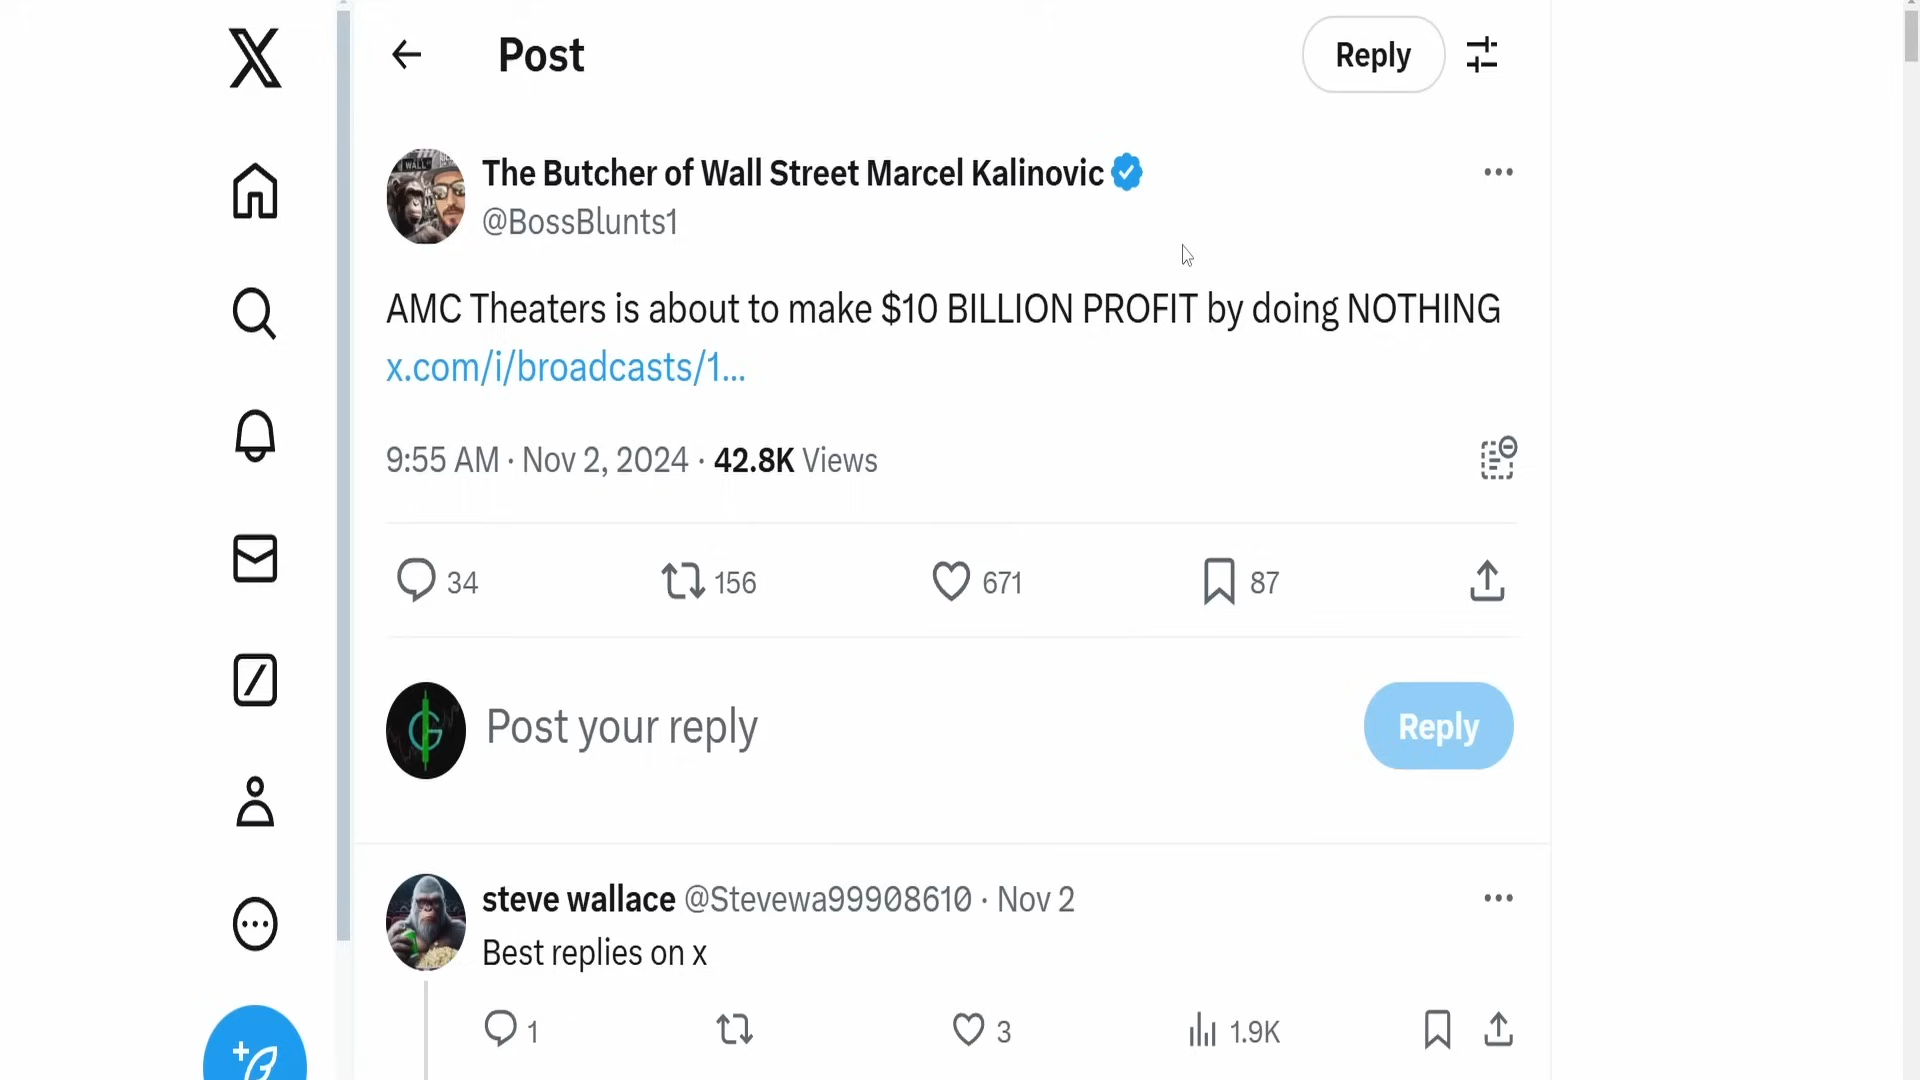 Post
Reply
The Butcher of Wall Street Marcel Kalinovic
@BossBlunts1
AMC Theaters is about to make $10 BILLION PROFIT by doing NOTHING
x.com/i/broadcasts/1…
9:55 AM · Nov 2, 2024 · 42.8K Views
34 156 671 87
Post your reply
Reply
steve wallace @Stevewa99908610 · Nov 2
Best replies on x
1 3 1.9K